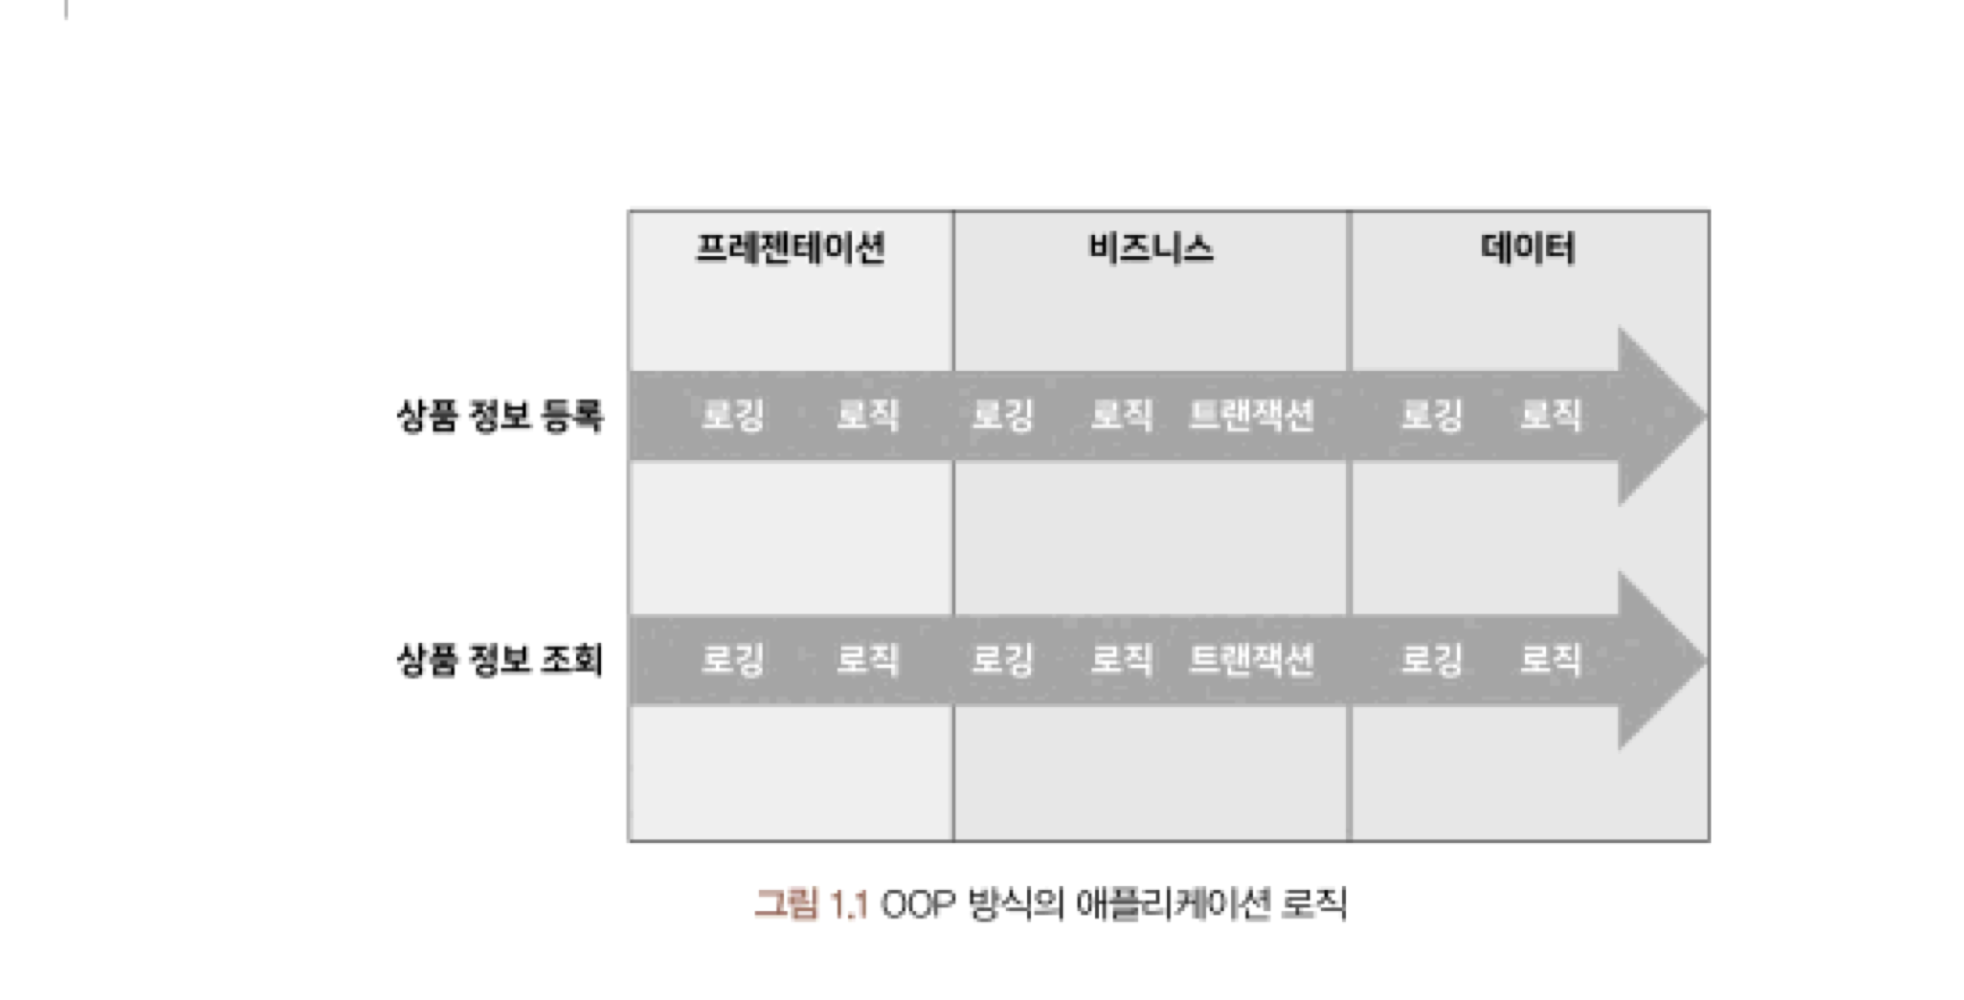 프레젠테이션 비즈니스 데이터
상품 정보 등록 로깅 로직 로깅 로직 트랜잭션 로깅 로직
상품 정보 조회 로깅 로직 로깅 로직 트랜잭션 로깅 로직
그림 1.1 OOP 방식의 애플리케이션 로직